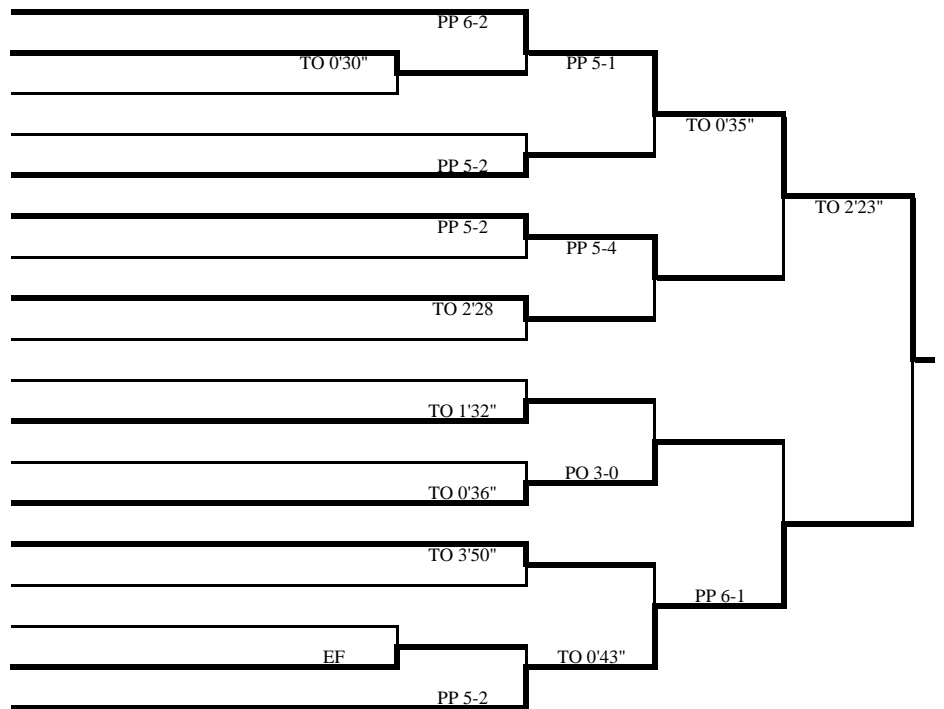 PP 6-2
TO 0'30"
PP 5-1
TO 0'35"
PP 5-2
TO 2'23"
PP 5-2
PP 5-4
TO 2'28
TO 1'32"
PO 3-0
TO 0'36"
TO 3'50"
PP 6-1
EF
TO 0'43"
PP 5-2